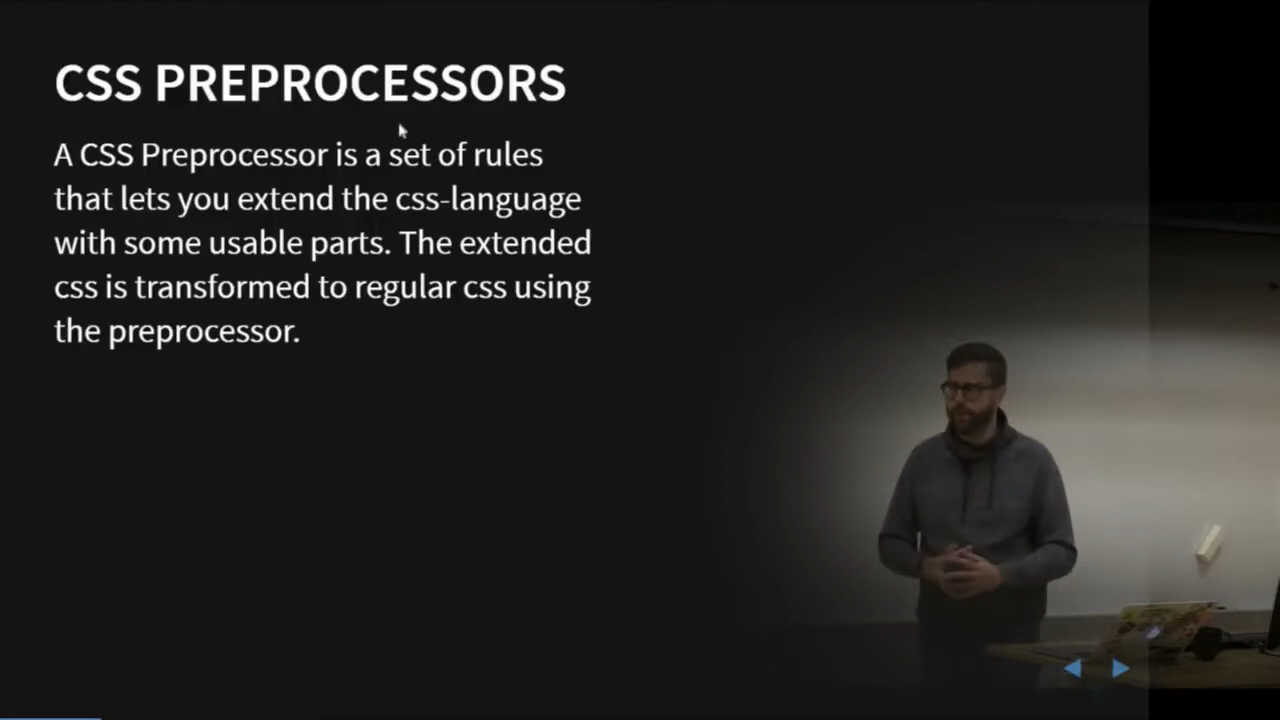 CSS PREPROCESSORS
A CSS Preprocessor is a set of rules
that lets you extend the css-language
with some usable parts. The extended
css is transformed to regular css using
the preprocessor.